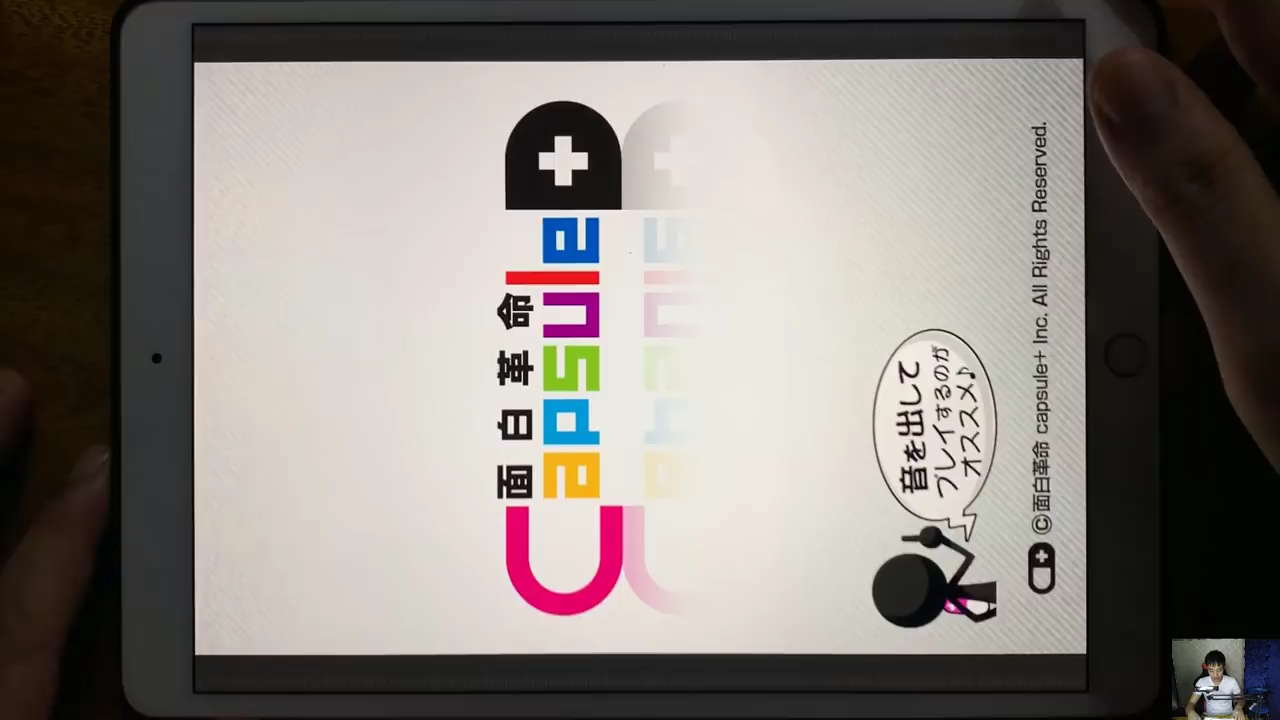 面白革命
capsule+
音を出して
プレイするのが
オススメ♪
©面白革命 capsule+ Inc. All Rights Reserved.